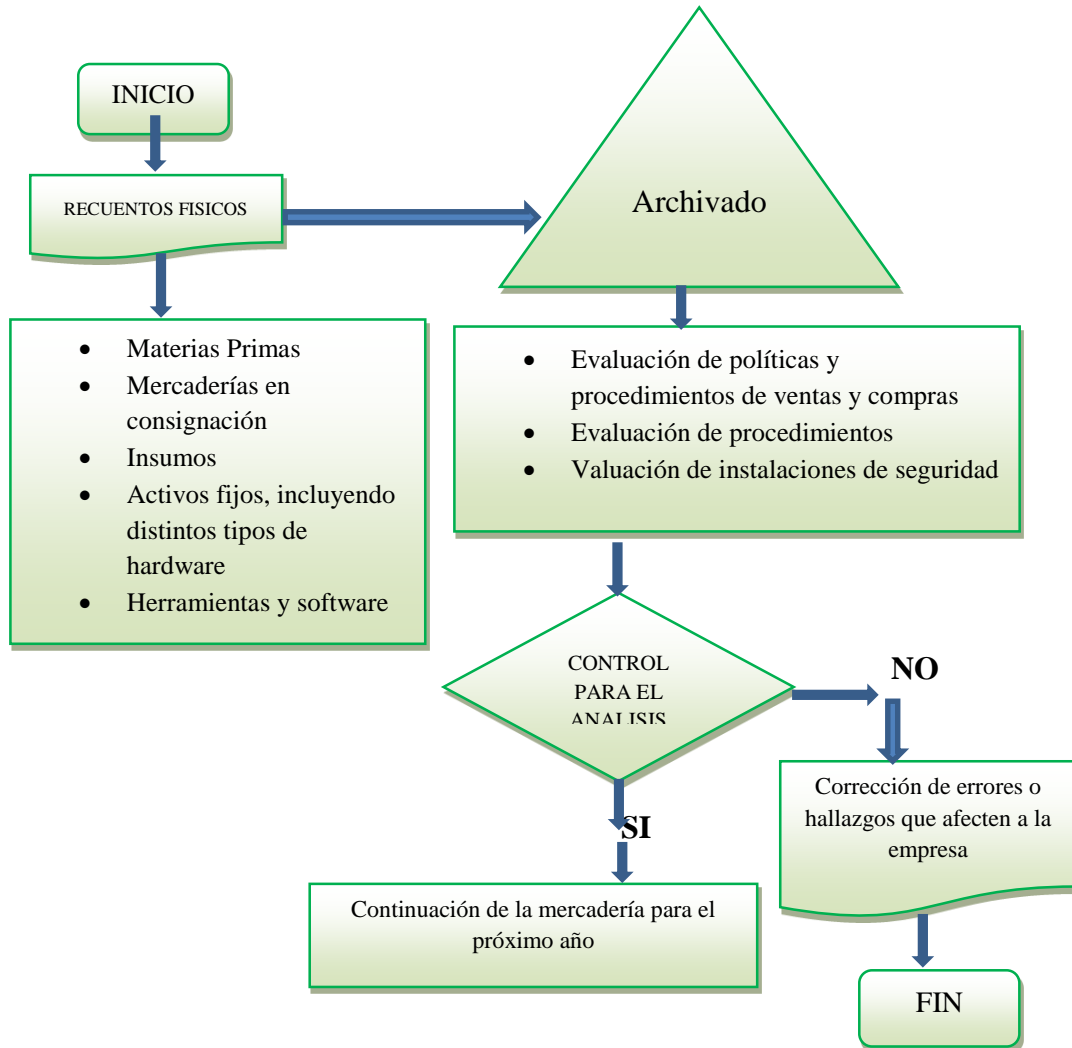 INICIO
RECUENTOS FISICOS
Archivado
• Materias Primas
• Mercaderías en
consignación
• Insumos
• Activos fijos, incluyendo
distintos tipos de
hardware
• Herramientas y software
• Evaluación de políticas y
procedimientos de ventas y compras
• Evaluación de procedimientos
• Valuación de instalaciones de seguridad
CONTROL
PARA EL
ANALISIS
NO
Corrección de errores o
hallazgos que afecten a la
empresa
SI
Continuación de la mercadería para el
próximo año
FIN